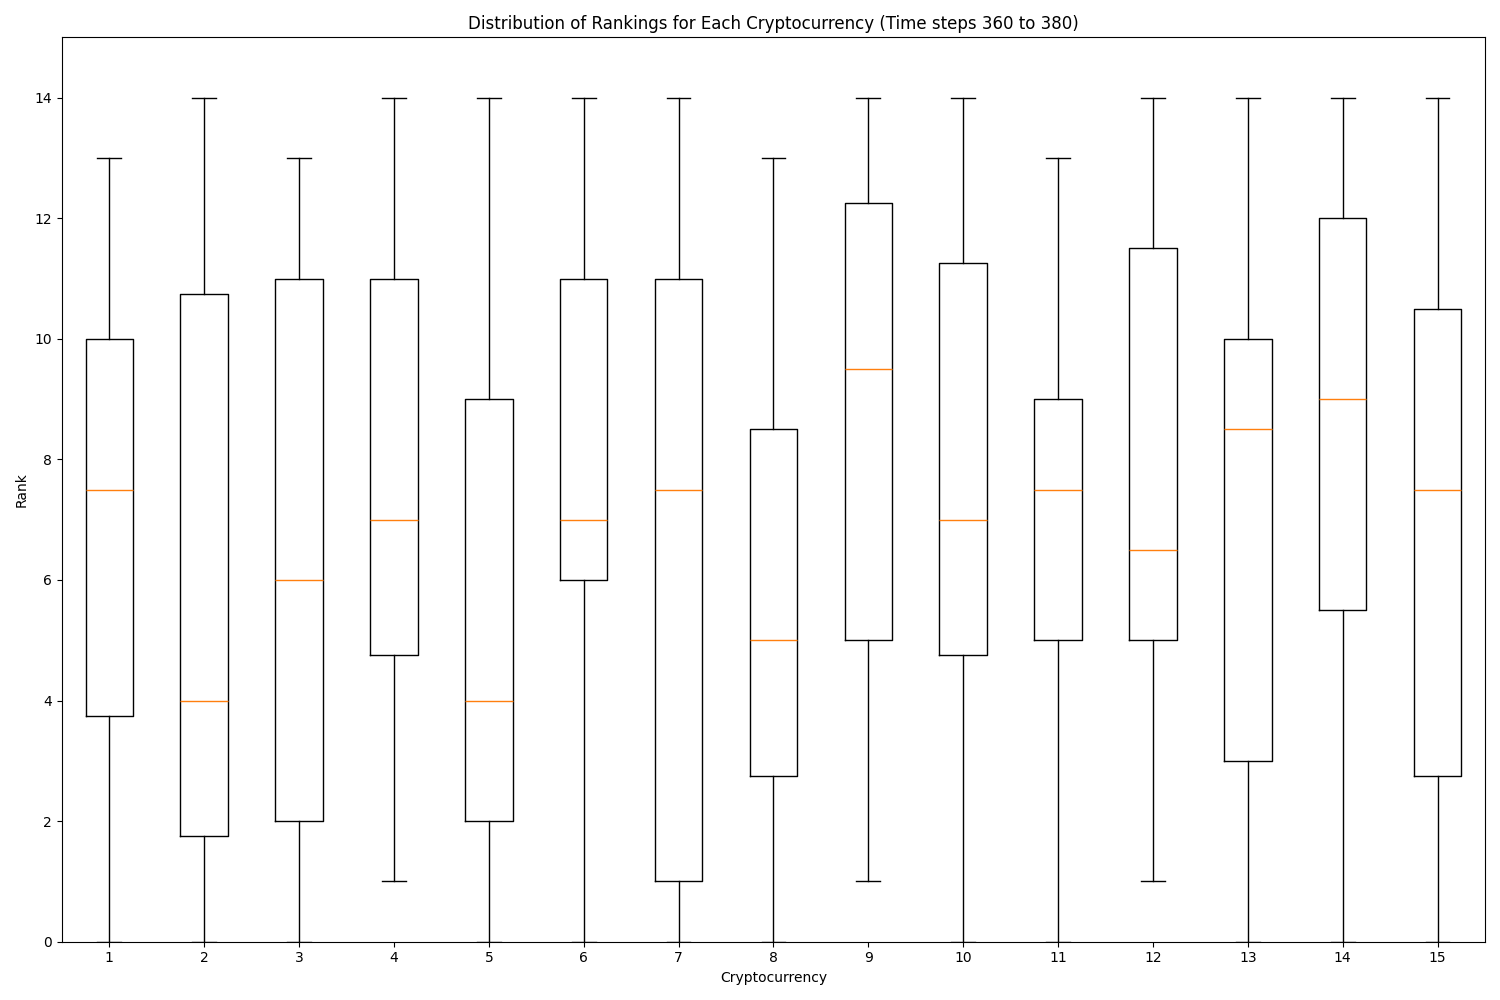 Distribution of Rankings for Each Cryptocurrency (Time steps 360 to 380)
14
12
10
8
6
4
2
0
Rank
1 2 3 4 5 6 7 8 9 10 11 12 13 14 15
Cryptocurrency